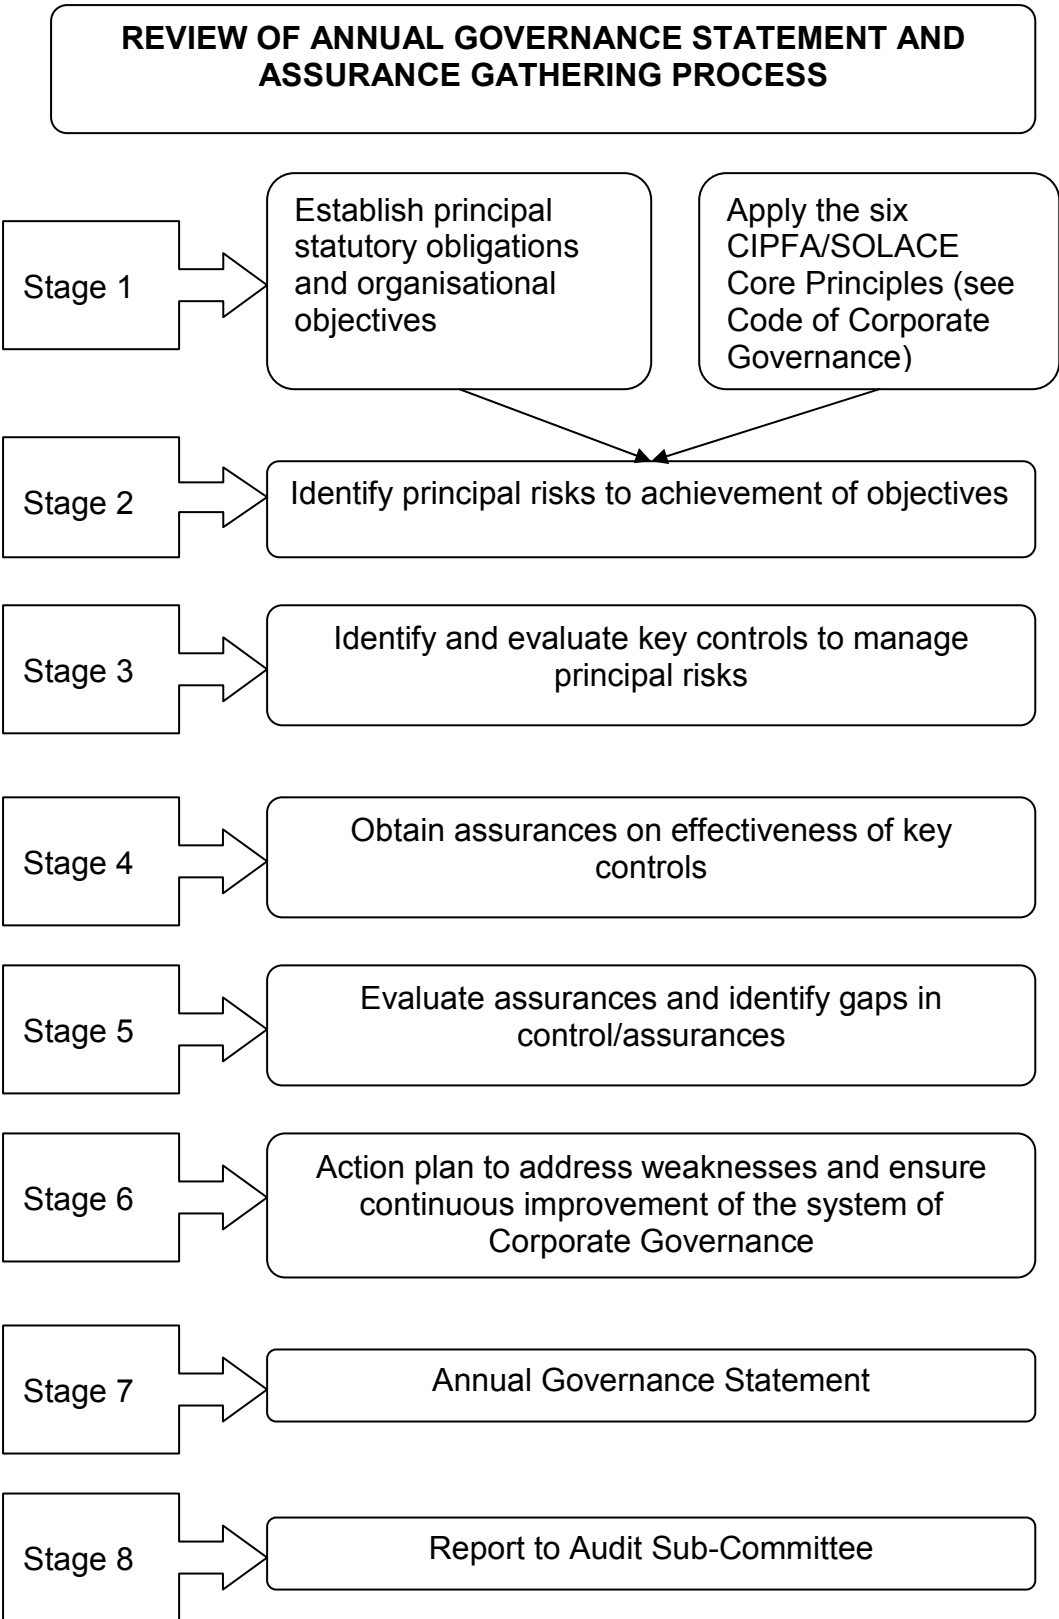 REVIEW OF ANNUAL GOVERNANCE STATEMENT AND
ASSURANCE GATHERING PROCESS
Stage 1
Establish principal
statutory obligations
and organisational
objectives
Apply the six
CIPFA/SOLACE
Core Principles (see
Code of Corporate
Governance)
Stage 2
Identify principal risks to achievement of objectives
Stage 3
Identify and evaluate key controls to manage
principal risks
Stage 4
Obtain assurances on effectiveness of key
controls
Stage 5
Evaluate assurances and identify gaps in
control/assurances
Stage 6
Action plan to address weaknesses and ensure
continuous improvement of the system of
Corporate Governance
Stage 7
Annual Governance Statement
Stage 8
Report to Audit Sub-Committee